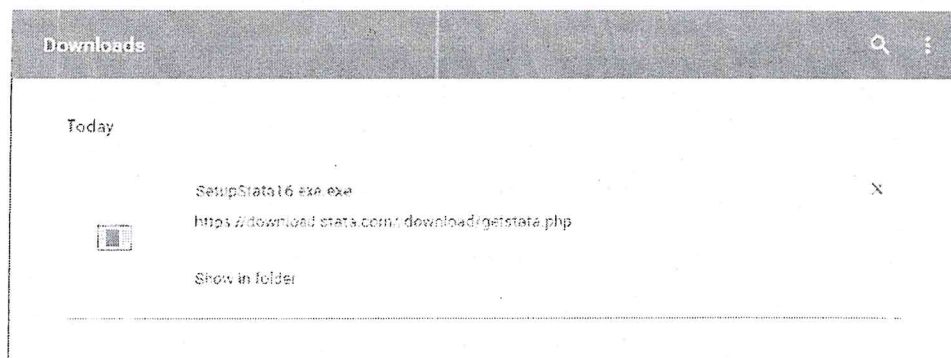 Downloads
Today
SetupStata16.exe.exe
https://download.stata.com/.download/getstata.php
Show in folder